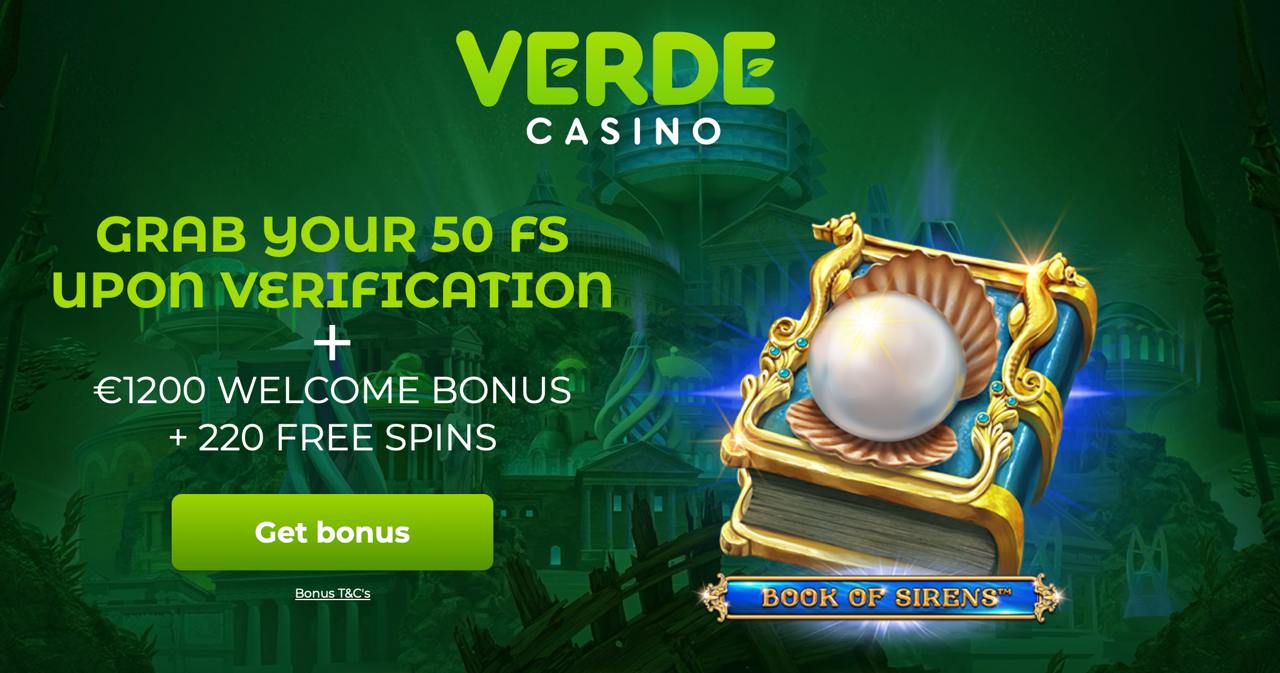 VERDE
CASINO
GRAB YOUR 50 FS
UPON VERIFICATION
+
€1200 WELCOME BONUS
+ 220 FREE SPINS
Get bonus
Bonus T&C's
BOOK OF SIRENS™